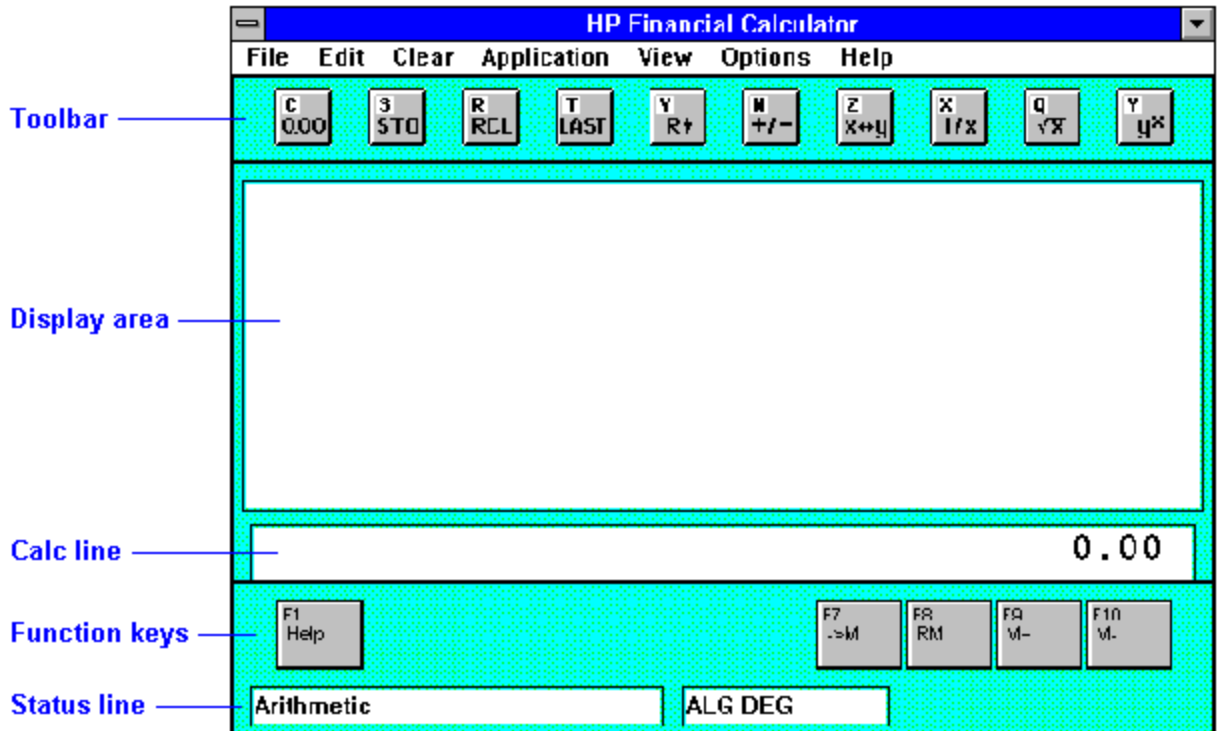 HP Financial Calculator
File Edit Clear Application View Options Help
Toolbar
C 0.00
S STO
R RCL
T LAST
V R↓
N +/-
Z x↔y
X 1/x
Q √x
Y y^x
Display area
Calc line
0.00
Function keys
F1 Help
F7 ->M
F8 RM
F9
F10 M-
Status line
Arithmetic
ALG DEG